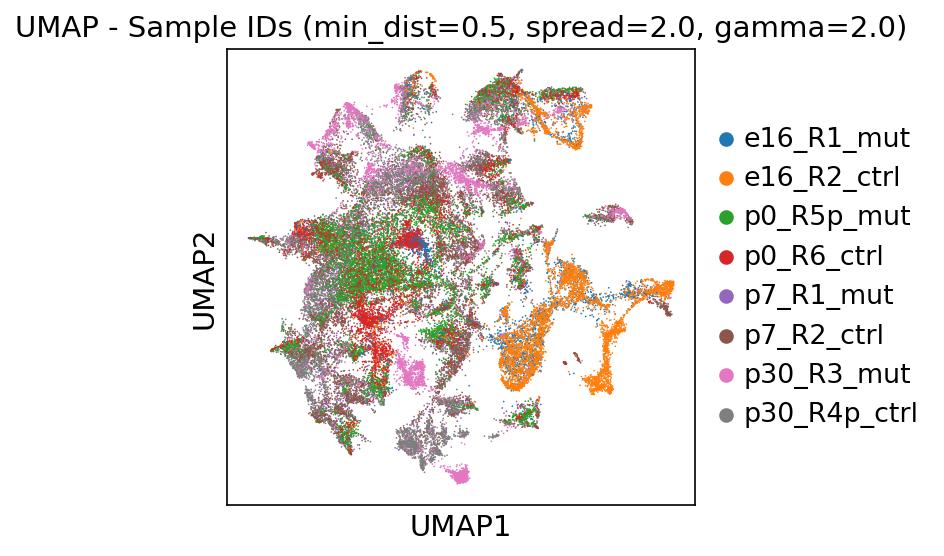 UMAP - Sample IDs (min_dist=0.5, spread=2.0, gamma=2.0)
UMAP2
e16_R1_mut
e16_R2_ctrl
p0_R5p_mut
p0_R6_ctrl
p7_R1_mut
p7_R2_ctrl
p30_R3_mut
p30_R4p_ctrl
UMAP1